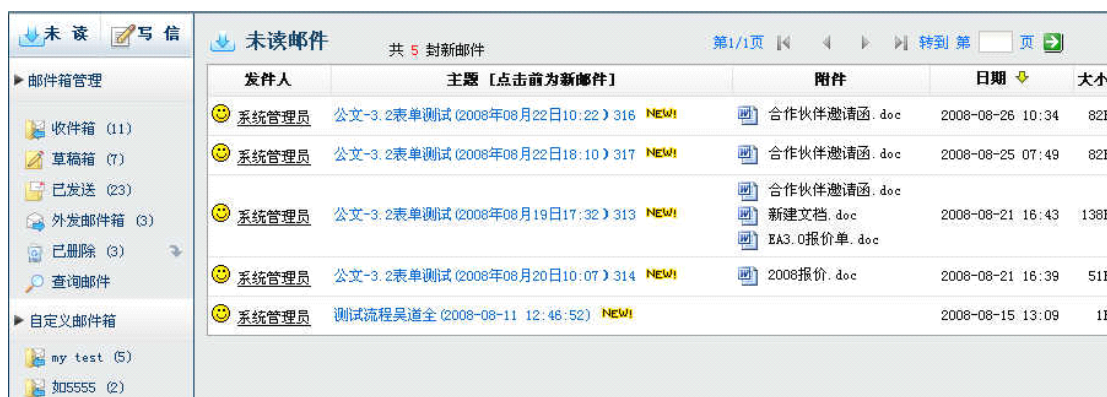 未 读 写 信
未读邮件
共 5 封新邮件
第1/1页 转到 第 页
邮件箱管理
收件箱 (11)
草稿箱 (7)
已发送 (23)
外发邮件箱 (3)
已删除 (3)
查询邮件
自定义邮件箱
my test (5)
如5555 (2)
发件人 主题 [点击前为新邮件] 附件 日期 大小
系统管理员 公文-3.2表单测试(2008年08月22日10:22)316 NEW! 合作伙伴邀请函.doc 2008-08-26 10:34 82
系统管理员 公文-3.2表单测试(2008年08月22日18:10)317 NEW! 合作伙伴邀请函.doc 2008-08-25 07:49 82
合作伙伴邀请函.doc
系统管理员 公文-3.2表单测试(2008年08月19日17:32)313 NEW! 新建文档.doc 2008-08-21 16:43 138
EA3.0报价单.doc
系统管理员 公文-3.2表单测试(2008年08月20日10:07)314 NEW! 2008报价.doc 2008-08-21 16:39 51
系统管理员 测试流程吴道全(2008-08-11 12:46:52) NEW! 2008-08-15 13:09 1